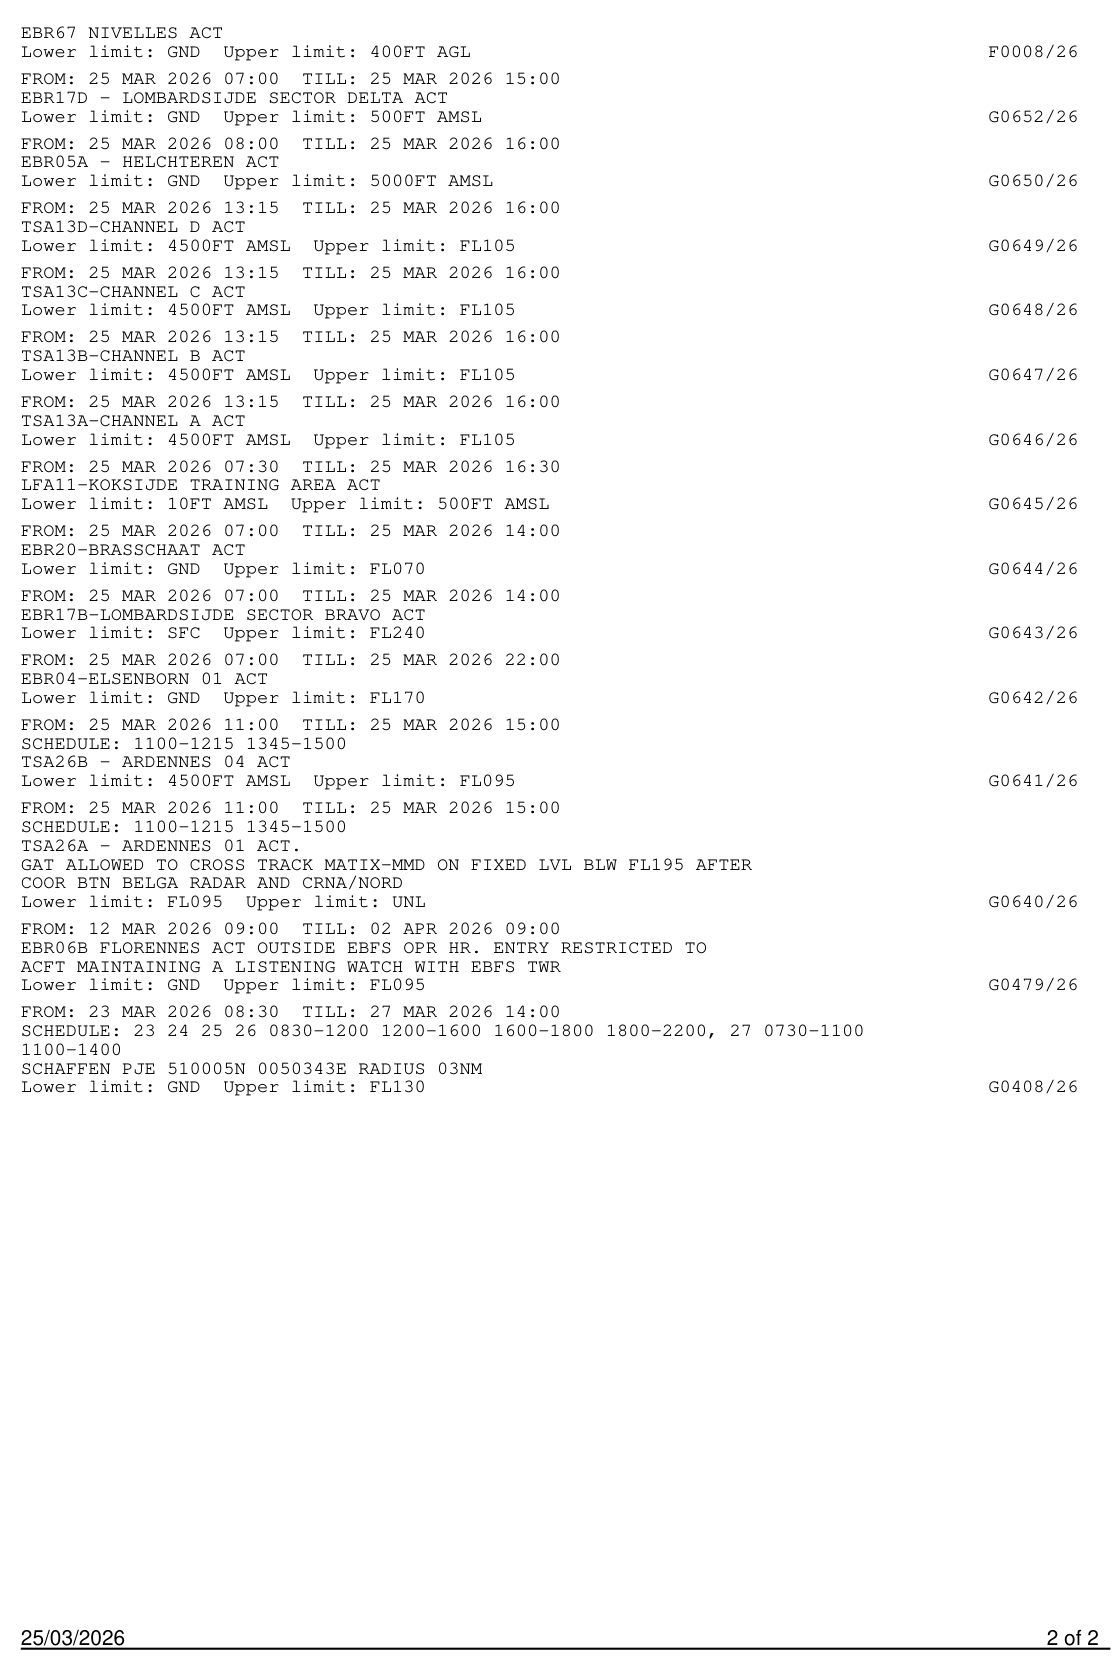 EBR67 NIVELLES ACT
Lower limit: GND  Upper limit: 400FT AGL F0008/26
FROM: 25 MAR 2026 07:00  TILL: 25 MAR 2026 15:00
EBR17D - LOMBARDSIJDE SECTOR DELTA ACT
Lower limit: GND  Upper limit: 500FT AMSL G0652/26
FROM: 25 MAR 2026 08:00  TILL: 25 MAR 2026 16:00
EBR05A - HELCHTEREN ACT
Lower limit: GND  Upper limit: 5000FT AMSL G0650/26
FROM: 25 MAR 2026 13:15  TILL: 25 MAR 2026 16:00
TSA13D-CHANNEL D ACT
Lower limit: 4500FT AMSL  Upper limit: FL105 G0649/26
FROM: 25 MAR 2026 13:15  TILL: 25 MAR 2026 16:00
TSA13C-CHANNEL C ACT
Lower limit: 4500FT AMSL  Upper limit: FL105 G0648/26
FROM: 25 MAR 2026 13:15  TILL: 25 MAR 2026 16:00
TSA13B-CHANNEL B ACT
Lower limit: 4500FT AMSL  Upper limit: FL105 G0647/26
FROM: 25 MAR 2026 13:15  TILL: 25 MAR 2026 16:00
TSA13A-CHANNEL A ACT
Lower limit: 4500FT AMSL  Upper limit: FL105 G0646/26
FROM: 25 MAR 2026 07:30  TILL: 25 MAR 2026 16:30
LFA11-KOKSIJDE TRAINING AREA ACT
Lower limit: 10FT AMSL  Upper limit: 500FT AMSL G0645/26
FROM: 25 MAR 2026 07:00  TILL: 25 MAR 2026 14:00
EBR20-BRASSCHAAT ACT
Lower limit: GND  Upper limit: FL070 G0644/26
FROM: 25 MAR 2026 07:00  TILL: 25 MAR 2026 14:00
EBR17B-LOMBARDSIJDE SECTOR BRAVO ACT
Lower limit: SFC  Upper limit: FL240 G0643/26
FROM: 25 MAR 2026 07:00  TILL: 25 MAR 2026 22:00
EBR04-ELSENBORN 01 ACT
Lower limit: GND  Upper limit: FL170 G0642/26
FROM: 25 MAR 2026 11:00  TILL: 25 MAR 2026 15:00
SCHEDULE: 1100-1215 1345-1500
TSA26B - ARDENNES 04 ACT
Lower limit: 4500FT AMSL  Upper limit: FL095 G0641/26
FROM: 25 MAR 2026 11:00  TILL: 25 MAR 2026 15:00
SCHEDULE: 1100-1215 1345-1500
TSA26A - ARDENNES 01 ACT.
GAT ALLOWED TO CROSS TRACK MATIX-MMD ON FIXED LVL BLW FL195 AFTER
COOR BTN BELGA RADAR AND CRNA/NORD
Lower limit: FL095  Upper limit: UNL G0640/26
FROM: 12 MAR 2026 09:00  TILL: 02 APR 2026 09:00
EBR06B FLORENNES ACT OUTSIDE EBFS OPR HR. ENTRY RESTRICTED TO
ACFT MAINTAINING A LISTENING WATCH WITH EBFS TWR
Lower limit: GND  Upper limit: FL095 G0479/26
FROM: 23 MAR 2026 08:30  TILL: 27 MAR 2026 14:00
SCHEDULE: 23 24 25 26 0830-1200 1200-1600 1600-1800 1800-2200, 27 0730-1100
1100-1400
SCHAFFEN PJE 510005N 0050343E RADIUS 03NM
Lower limit: GND  Upper limit: FL130 G0408/26
25/03/2026 2 of 2